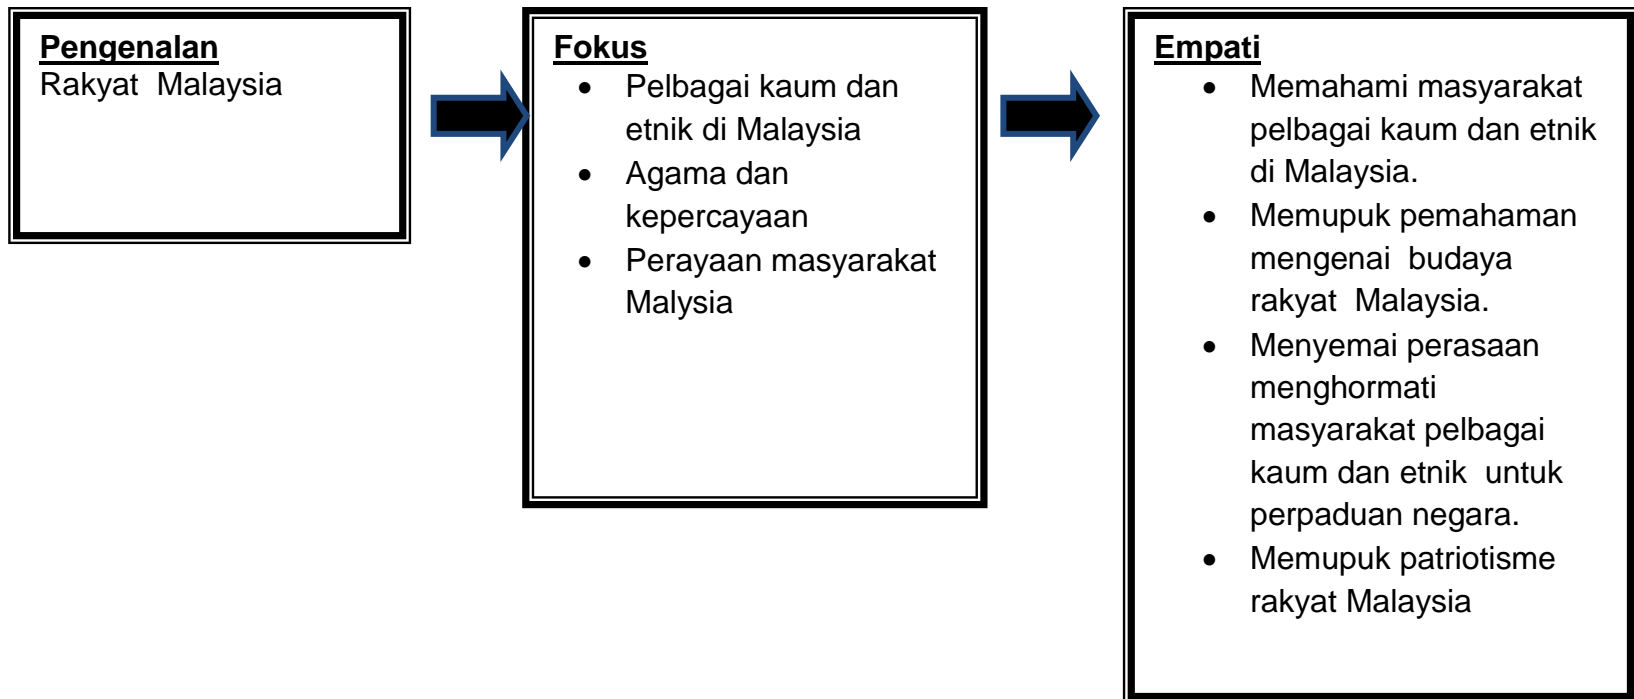 Pengenalan
Rakyat Malaysia
Fokus
• Pelbagai kaum dan
etnik di Malaysia
• Agama dan
kepercayaan
• Perayaan masyarakat
Malysia
Empati
• Memahami masyarakat
pelbagai kaum dan etnik
di Malaysia.
• Memupuk pemahaman
mengenai budaya
rakyat Malaysia.
• Menyemai perasaan
menghormati
masyarakat pelbagai
kaum dan etnik untuk
perpaduan negara.
• Memupuk patriotisme
rakyat Malaysia